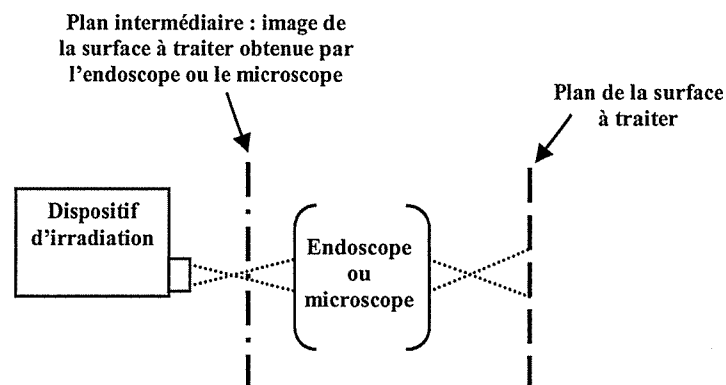 Plan intermédiaire : image de
la surface à traiter obtenue par
l'endoscope ou le microscope
Plan de la surface
à traiter
Dispositif
d'irradiation
Endoscope
ou
microscope